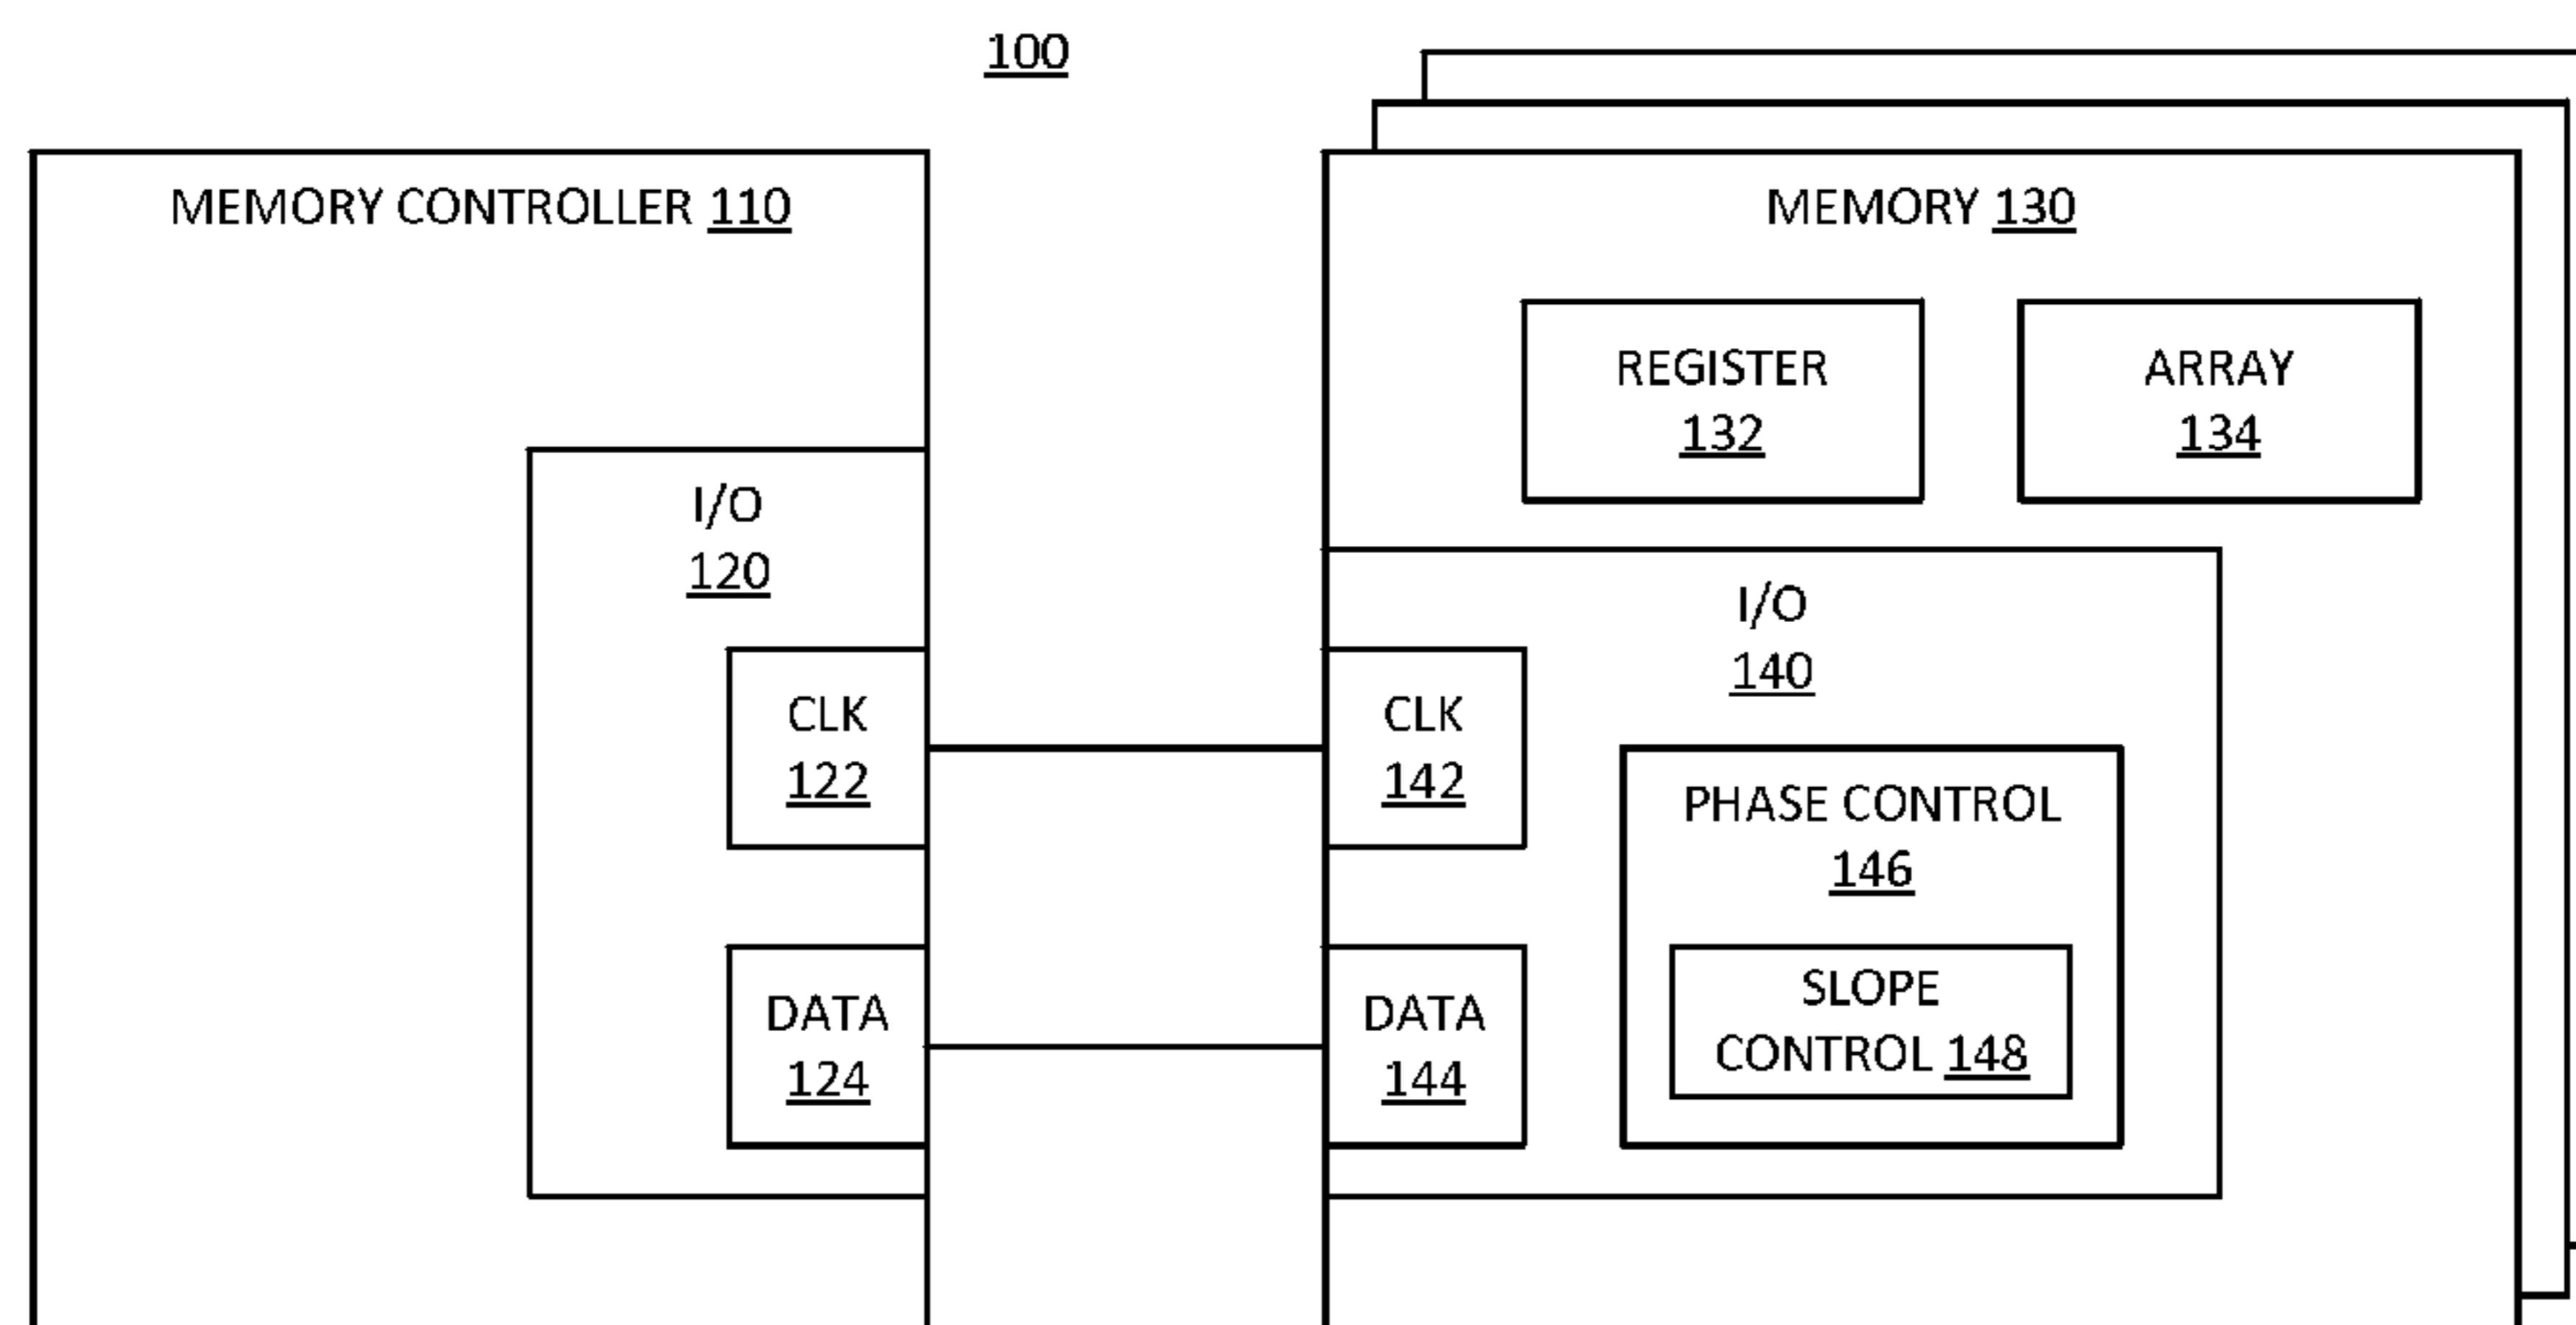 100
MEMORY CONTROLLER 110
I/O
120
CLK
122
DATA
124
MEMORY 130
REGISTER
132
ARRAY
134
I/O
140
CLK
142
DATA
144
PHASE CONTROL
146
SLOPE
CONTROL 148